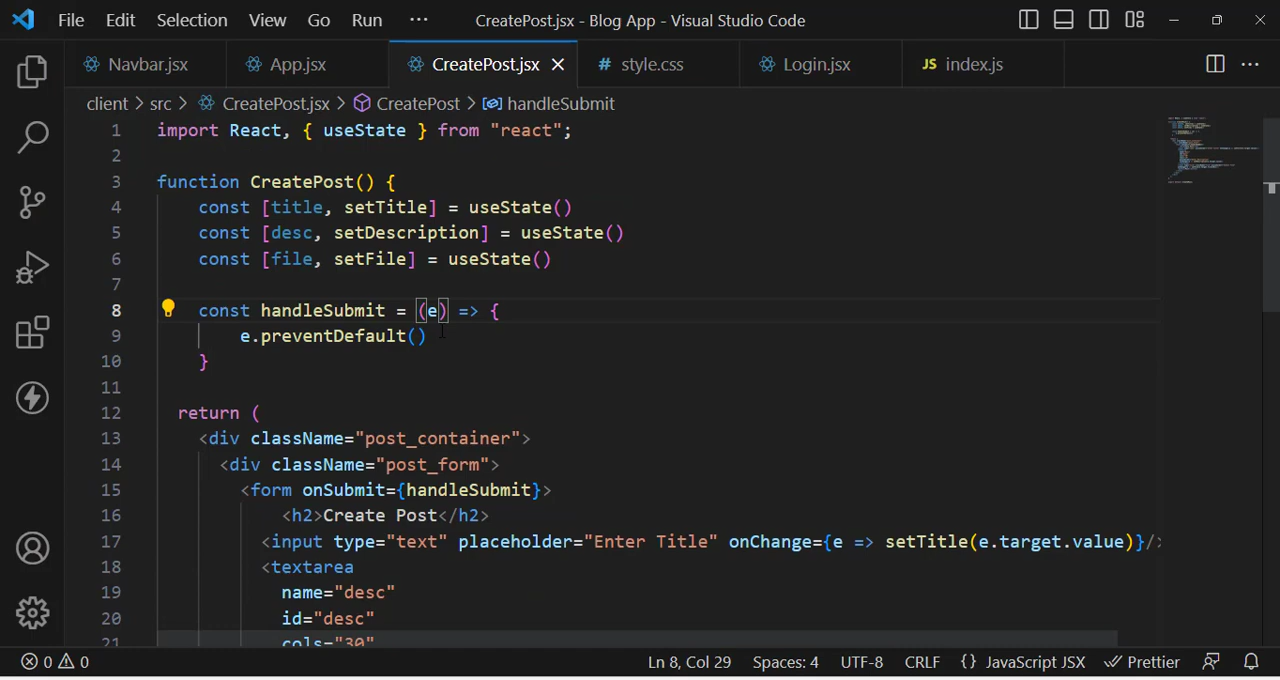 File Edit Selection View Go Run ··· CreatePost.jsx - Blog App - Visual Studio Code
Navbar.jsx App.jsx CreatePost.jsx # style.css Login.jsx JS index.js ···
client > src > CreatePost.jsx > CreatePost > handleSubmit
1 import React, { useState } from "react";
2
3 function CreatePost() {
4 const [title, setTitle] = useState()
5 const [desc, setDescription] = useState()
6 const [file, setFile] = useState()
7
8 const handleSubmit = (e) => {
9 e.preventDefault()
10 }
11
12 return (
13 <div className="post_container">
14 <div className="post_form">
15 <form onSubmit={handleSubmit}>
16 <h2>Create Post</h2>
17 <input type="text" placeholder="Enter Title" onChange={e => setTitle(e.target.value)}/>
18 <textarea
19 name="desc"
20 id="desc"
21 cols="30"
0 0 Ln 8, Col 29 Spaces: 4 UTF-8 CRLF {} JavaScript JSX Prettier